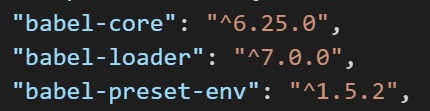 "babel-core": "^6.25.0",
"babel-loader": "^7.0.0",
"babel-preset-env": "^1.5.2",